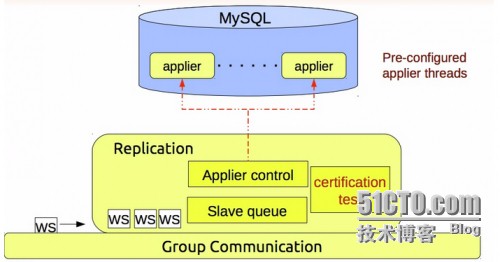 MySQL
applier
applier
Pre-configured
applier threads
Replication
Applier control
certification
test
Slave queue
WS
WS
WS
WS
Group Communication
51CTO.com
技术博客 Blog